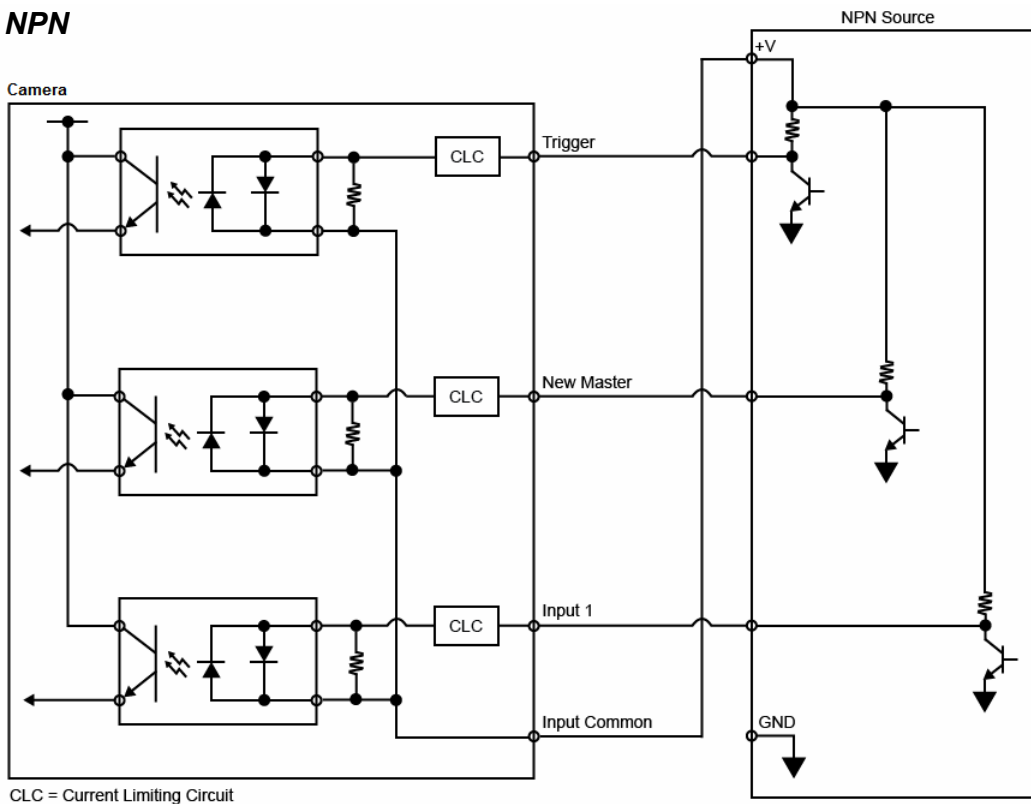 NPN
NPN Source
+V
Camera
Trigger
CLC
New Master
CLC
Input 1
CLC
Input Common
GND
CLC = Current Limiting Circuit